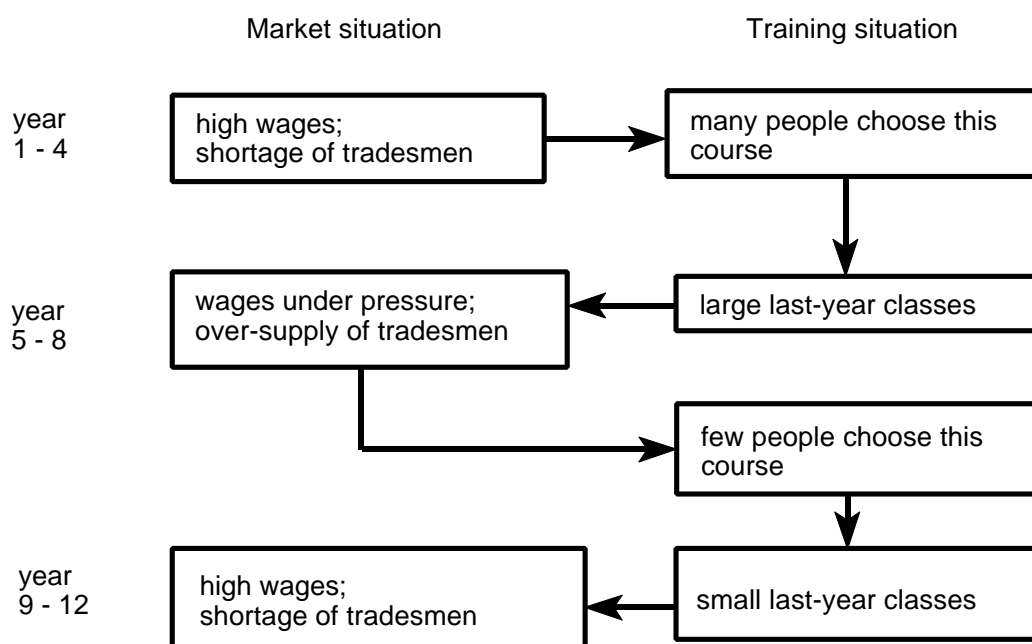 Market situation
Training situation
year
1 - 4
high wages;
shortage of tradesmen
many people choose this
course
year
5 - 8
wages under pressure;
over-supply of tradesmen
large last-year classes
few people choose this
course
year
9 - 12
high wages;
shortage of tradesmen
small last-year classes